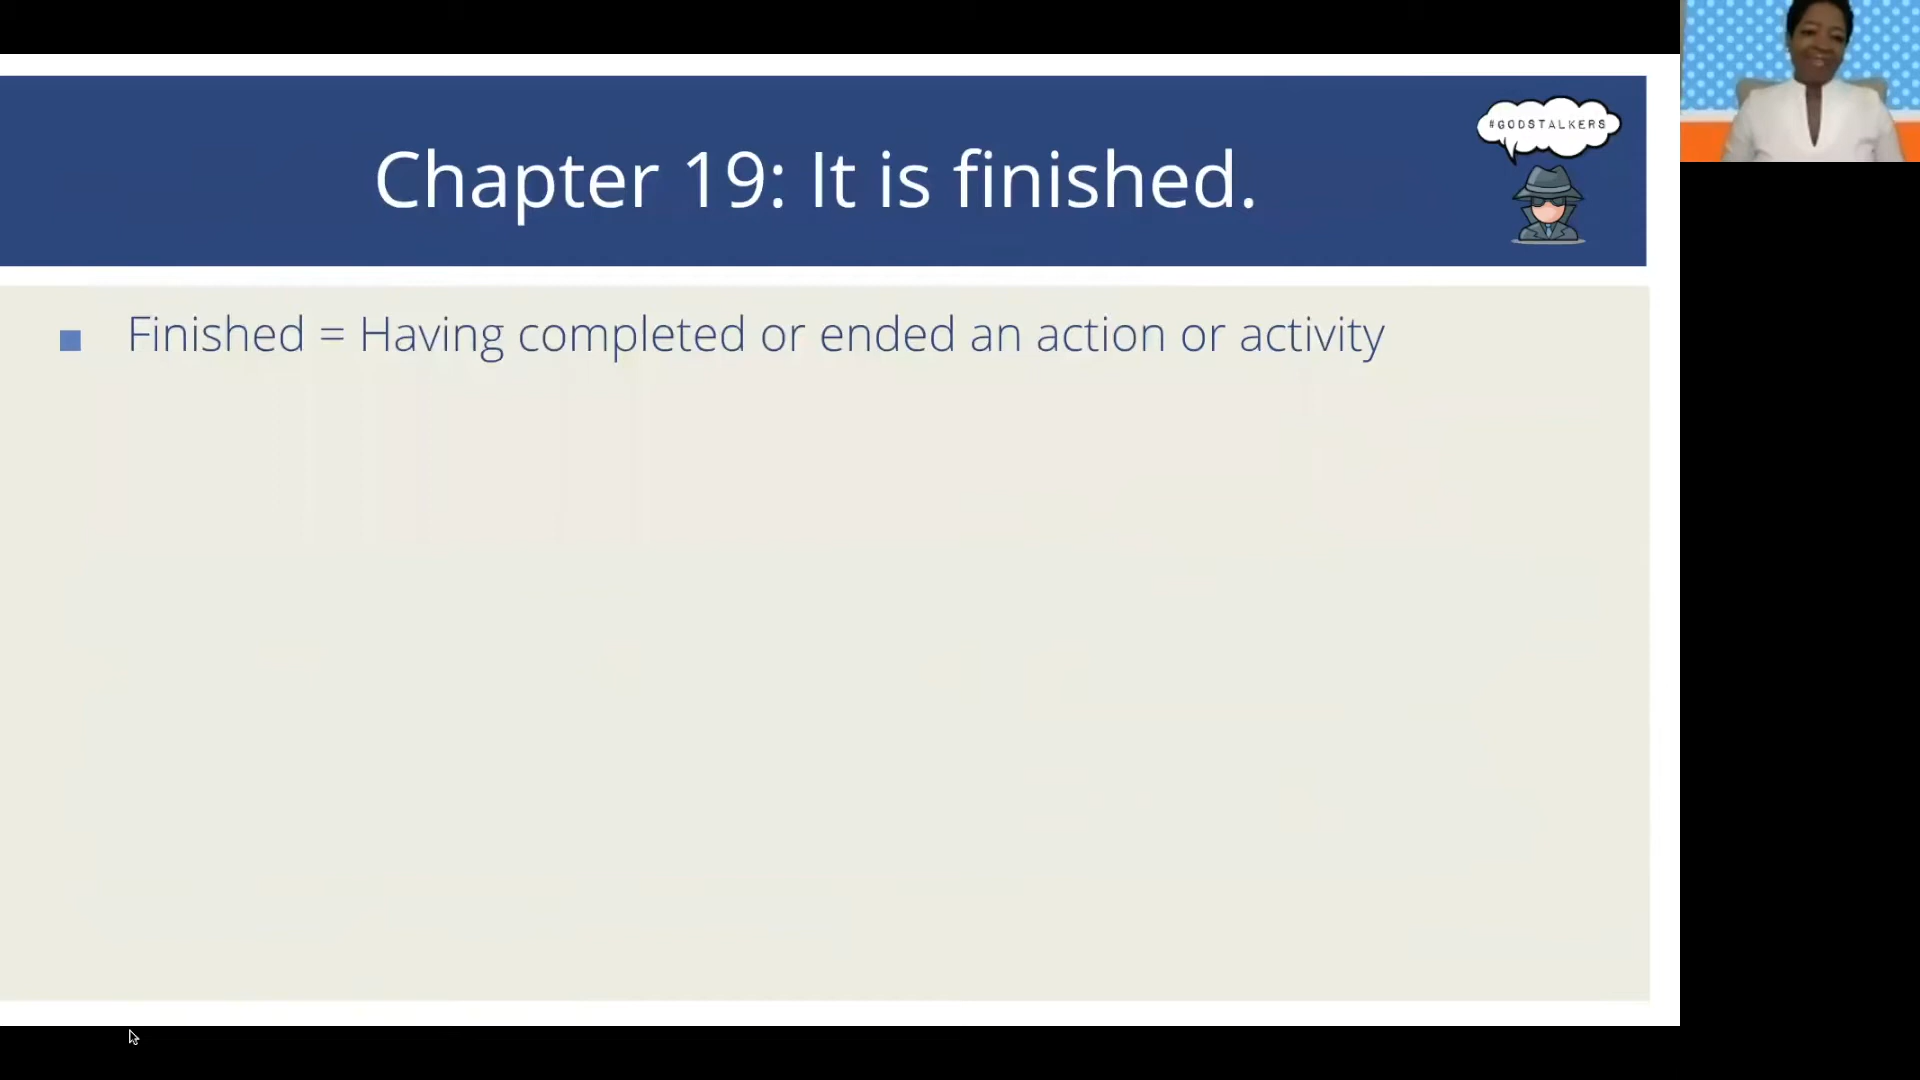 #GODSTALKERS
Chapter 19: It is finished.
Finished = Having completed or ended an action or activity